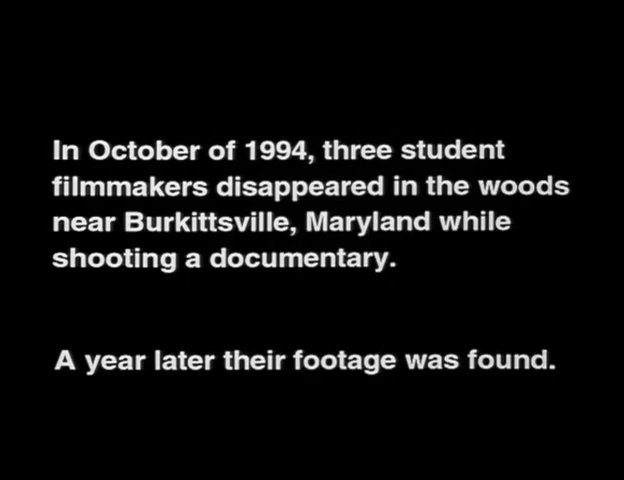 In October of 1994, three student
filmmakers disappeared in the woods
near Burkittsville, Maryland while
shooting a documentary.
A year later their footage was found.